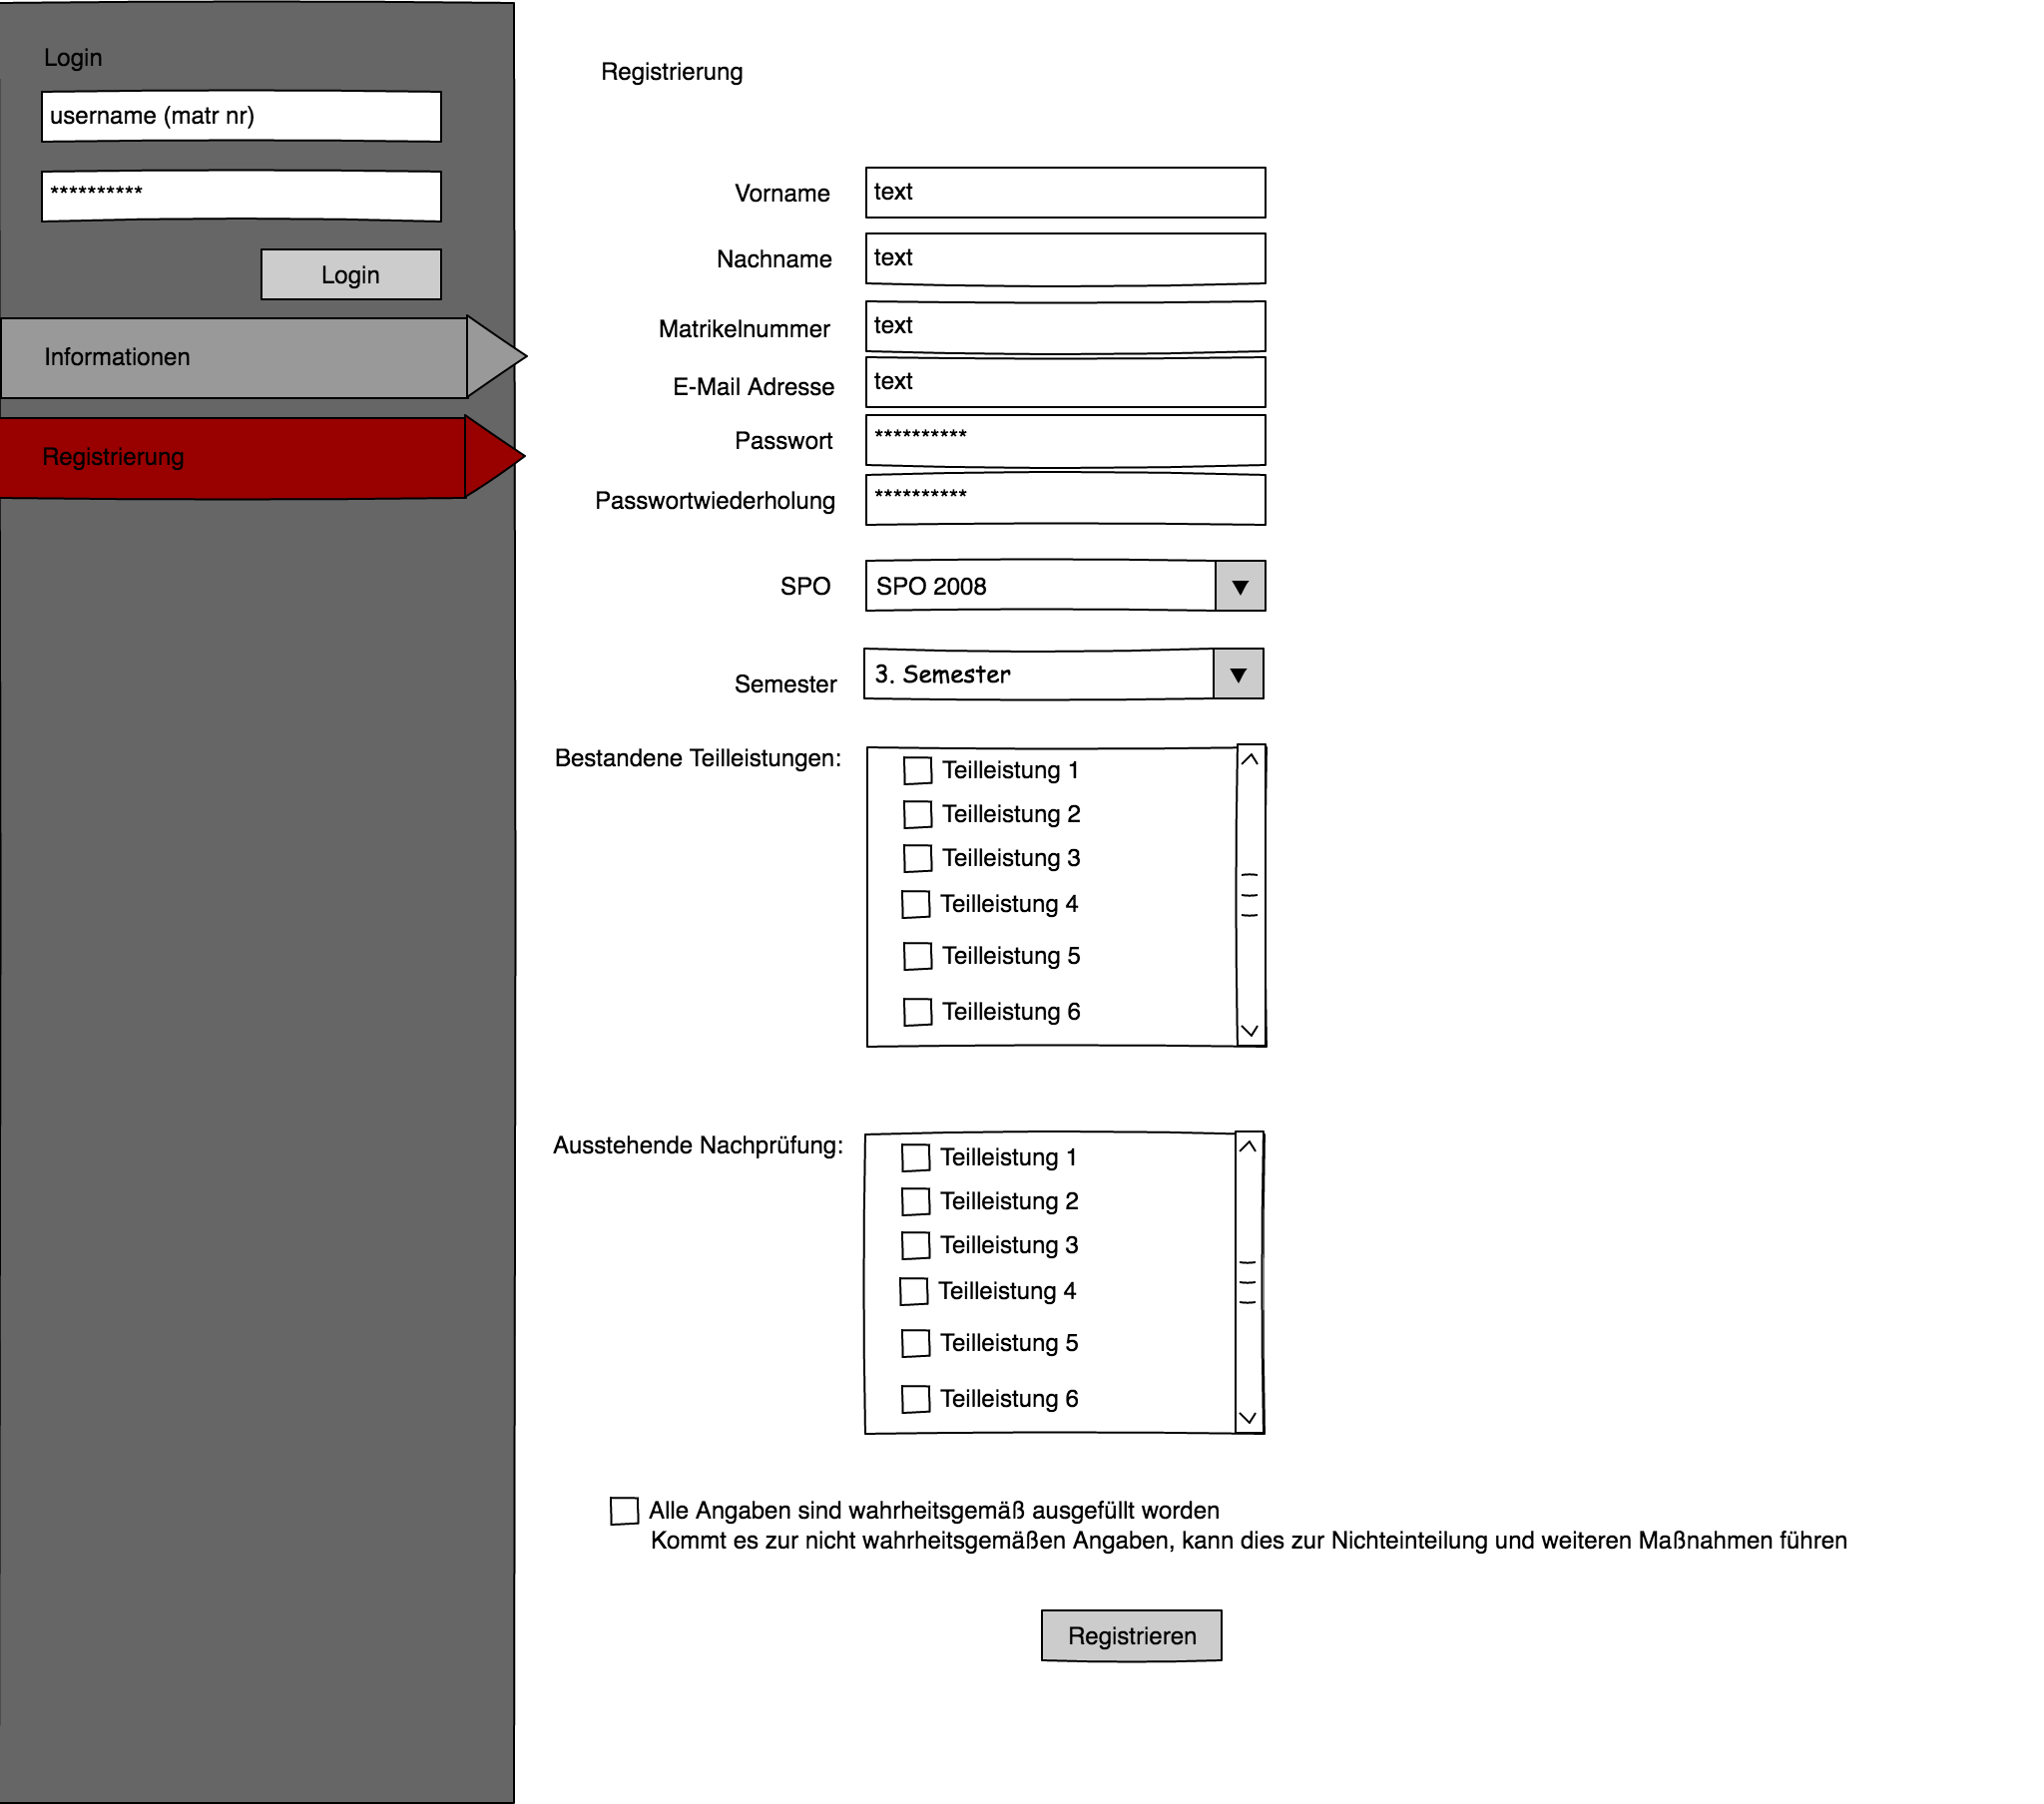 Login
username (matr nr)
**********
Login
Informationen
Registrierung
Registrierung
Vorname text
Nachname text
Matrikelnummer text
E-Mail Adresse text
Passwort **********
Passwortwiederholung **********
SPO SPO 2008
Semester 3. Semester
Bestandene Teilleistungen:
Teilleistung 1
Teilleistung 2
Teilleistung 3
Teilleistung 4
Teilleistung 5
Teilleistung 6
Ausstehende Nachprüfung:
Teilleistung 1
Teilleistung 2
Teilleistung 3
Teilleistung 4
Teilleistung 5
Teilleistung 6
Alle Angaben sind wahrheitsgemäß ausgefüllt worden
Kommt es zur nicht wahrheitsgemäßen Angaben, kann dies zur Nichteinteilung und weiteren Maßnahmen führen
Registrieren